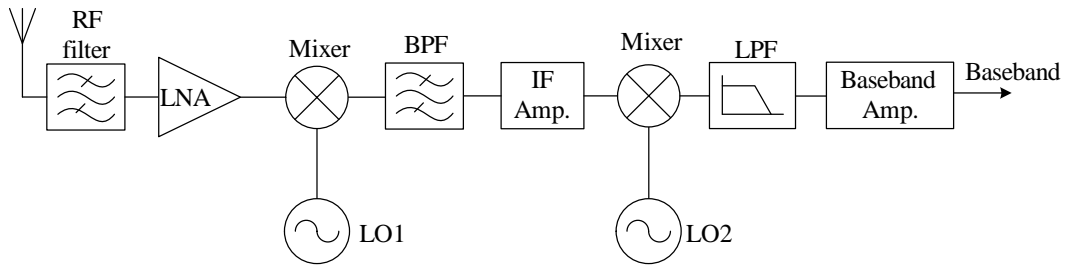 RF
filter
LNA
Mixer
BPF
IF
Amp.
Mixer
LPF
Baseband
Amp.
Baseband
LO1
LO2